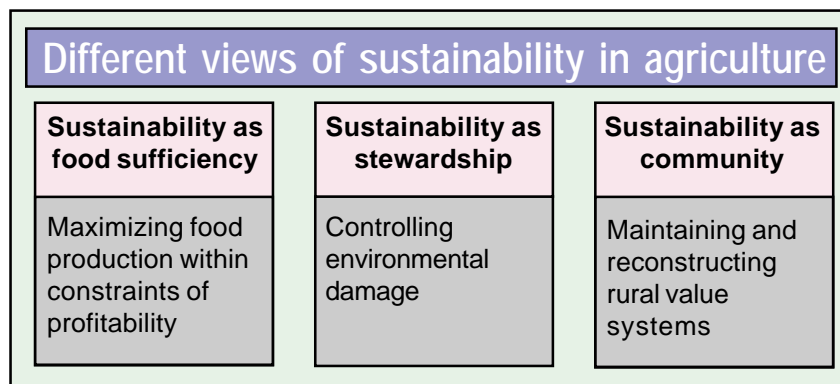 Different views of sustainability in agriculture
Sustainability as
food sufficiency
Maximizing food
production within
constraints of
profitability
Sustainability as
stewardship
Controlling
environmental
damage
Sustainability as
community
Maintaining and
reconstructing
rural value
systems